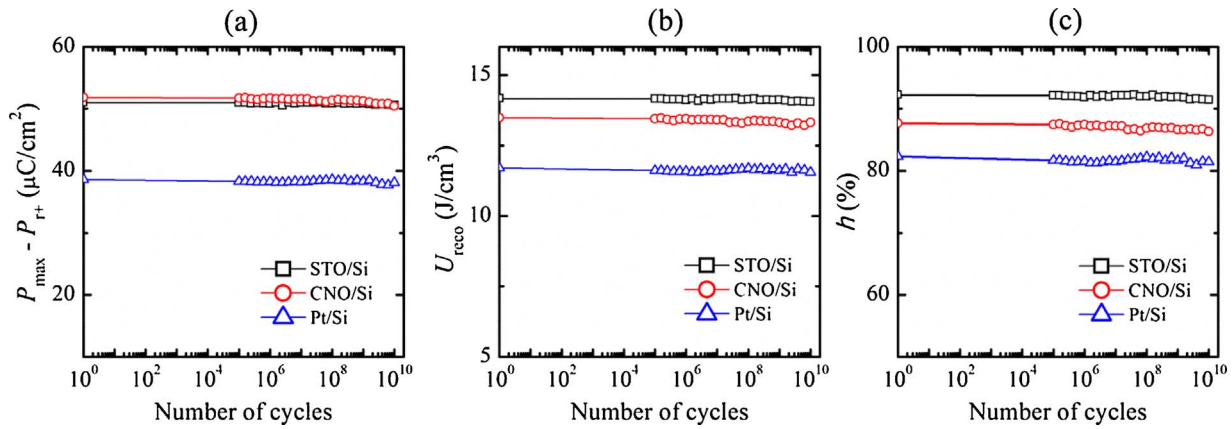 (a)
60
40
20
P_max - P_r+ (μC/cm²)
STO/Si
CNO/Si
Pt/Si
10⁰ 10² 10⁴ 10⁶ 10⁸ 10¹⁰
Number of cycles
(b)
15
10
5
U_reco (J/cm³)
STO/Si
CNO/Si
Pt/Si
10⁰ 10² 10⁴ 10⁶ 10⁸ 10¹⁰
Number of cycles
(c)
100
80
60
h (%)
STO/Si
CNO/Si
Pt/Si
10⁰ 10² 10⁴ 10⁶ 10⁸ 10¹⁰
Number of cycles